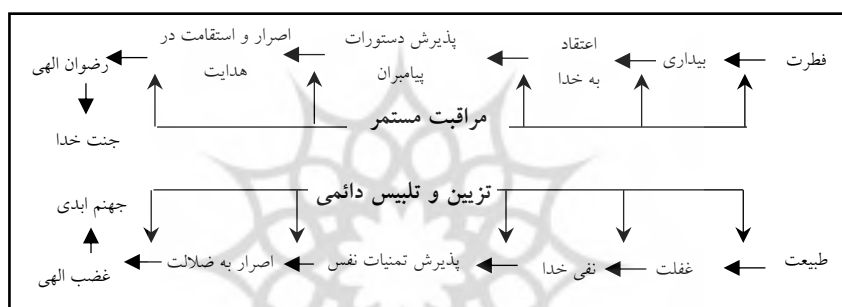 فطرت
بیداری
اعتقاد
به خدا
پذیرش دستورات
پیامبران
اصرار و استقامت در
هدایت
رضوان الهی
جنت خدا
مراقبت مستمر
تزیین و تلبیس دائمی
طبیعت
غفلت
نفی خدا
پذیرش تمنیات نفس
اصرار به ضلالت
غضب الهی
جهنم ابدی